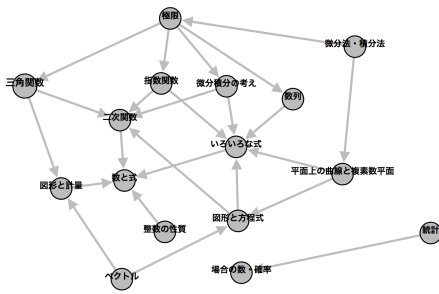 極限
微分法・積分法
三角関数
指数関数
微分積分の考え
数列
二次関数
いろいろな式
平面上の曲線と複素数平面
図形と計量
数と式
図形と方程式
整数の性質
統計
ベクトル
場合の数・確率